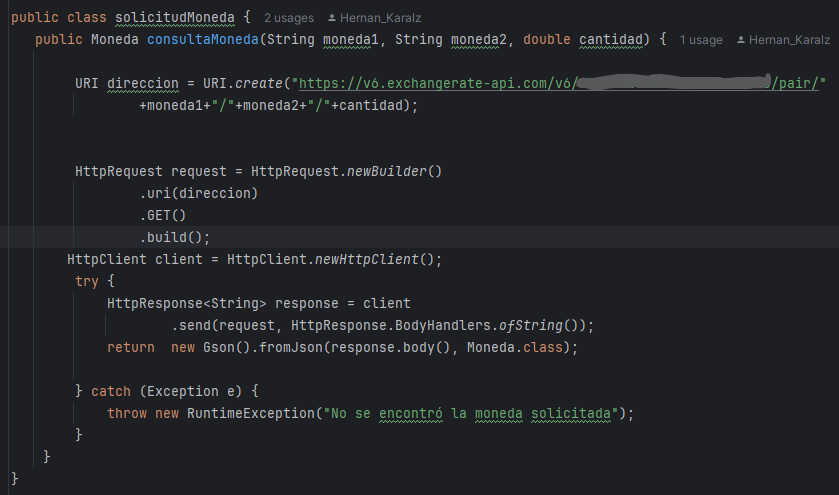 public class solicitudMoneda {   2 usages   Hernan_Karalz
public Moneda consultaMoneda(String moneda1, String moneda2, double cantidad) {   1 usage   Hernan_Karalz
URI direccion = URI.create("https://v6.exchangerate-api.com/v6/ /pair/"
+moneda1+"/"+moneda2+"/"+cantidad);
HttpRequest request = HttpRequest.newBuilder()
.uri(direccion)
.GET()
.build();
HttpClient client = HttpClient.newHttpClient();
try {
HttpResponse<String> response = client
.send(request, HttpResponse.BodyHandlers.ofString());
return  new Gson().fromJson(response.body(), Moneda.class);
} catch (Exception e) {
throw new RuntimeException("No se encontró la moneda solicitada");
}
}
}